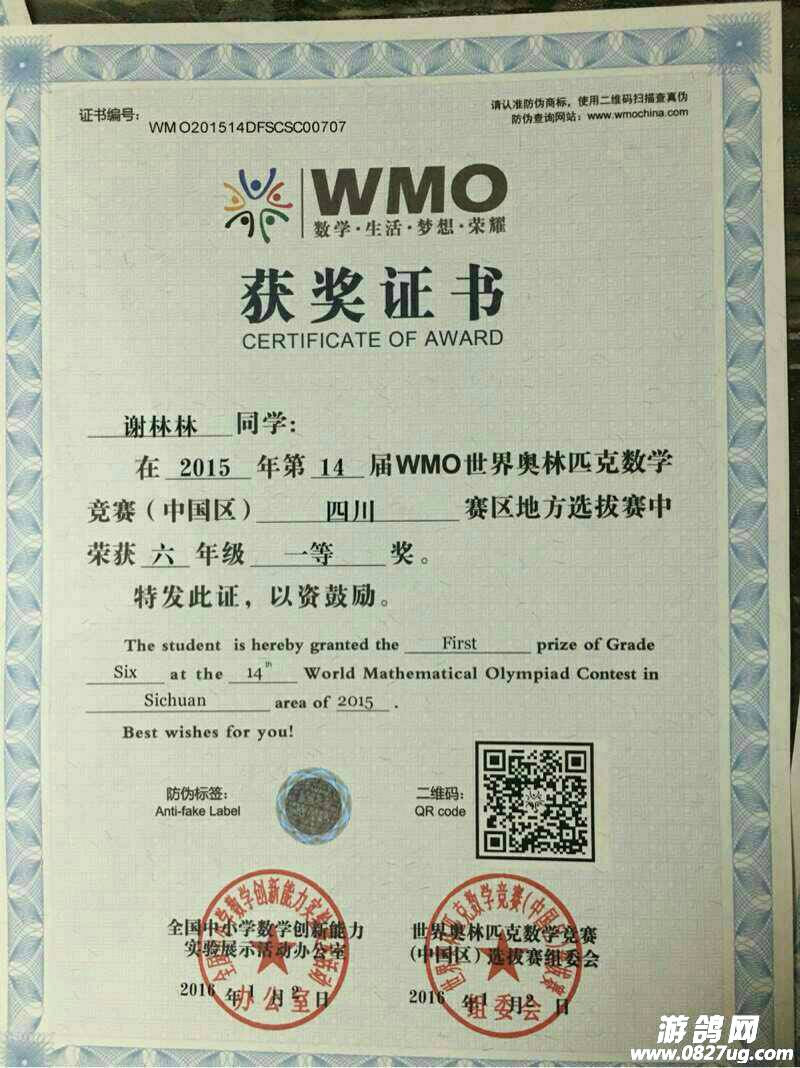 证书编号：
WMO201514DFSCSC00707
请认准防伪商标，使用二维码扫描查真伪
防伪查询网站：www.wmochina.com
WMO
数学·生活·梦想·荣耀
获奖证书
CERTIFICATE OF AWARD
谢林林 同学：
在 2015 年第 14 届WMO世界奥林匹克数学
竞赛（中国区） 四川 赛区地方选拔赛中
荣获 六 年级 一等 奖。
特发此证，以资鼓励。
The student is hereby granted the First prize of Grade
Six at the 14th World Mathematical Olympiad Contest in
Sichuan area of 2015 .
Best wishes for you!
防伪标签：
Anti-fake Label
二维码：
QR code
全国中小学数学创新能力
实验展示活动办公室
2016 年 1 月 2 日
办公室
世界奥林匹克数学竞赛
(中国区) 选拔赛组委会
2016 年 1 月 2 日
组委会
游鸽网
www.0827ug.com